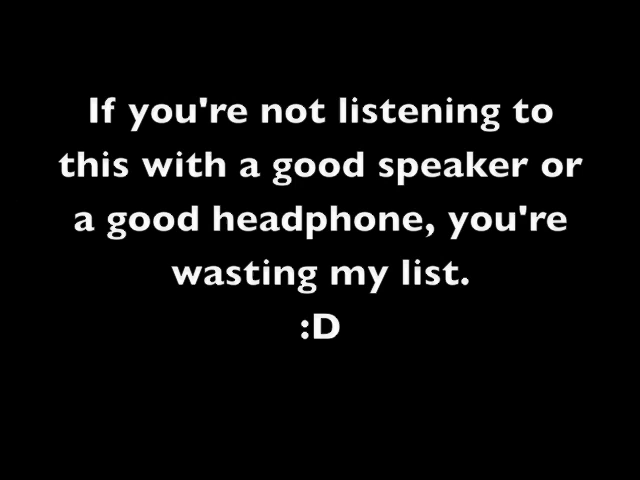 If you're not listening to
this with a good speaker or
a good headphone, you're
wasting my list.
:D